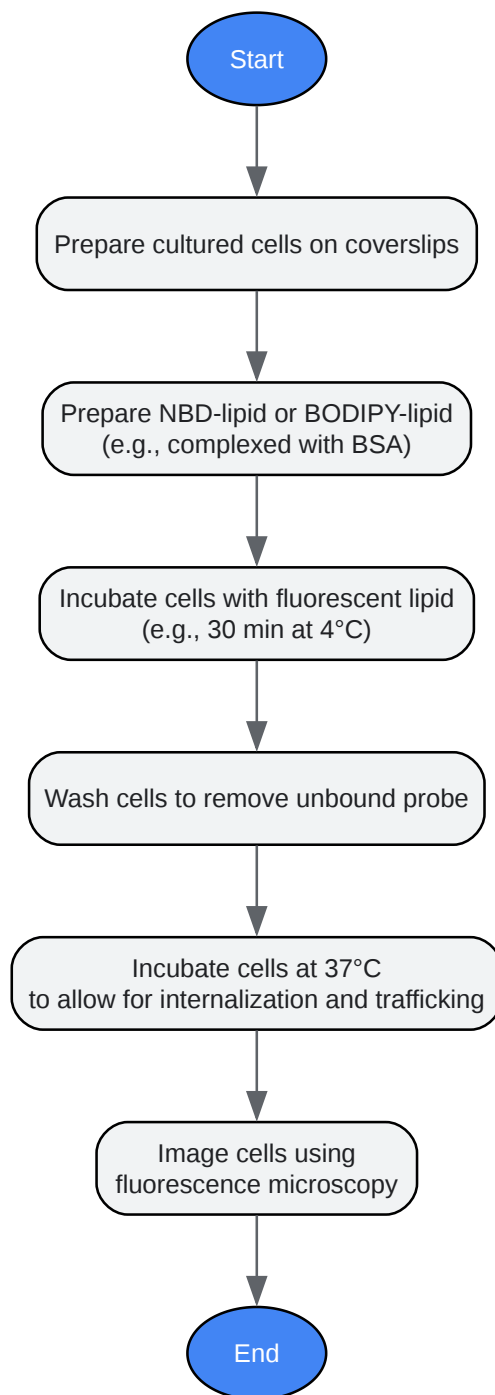 Start
Prepare cultured cells on coverslips
Prepare NBD-lipid or BODIPY-lipid
(e.g., complexed with BSA)
Incubate cells with fluorescent lipid
(e.g., 30 min at 4°C)
Wash cells to remove unbound probe
Incubate cells at 37°C
to allow for internalization and trafficking
Image cells using
fluorescence microscopy
End